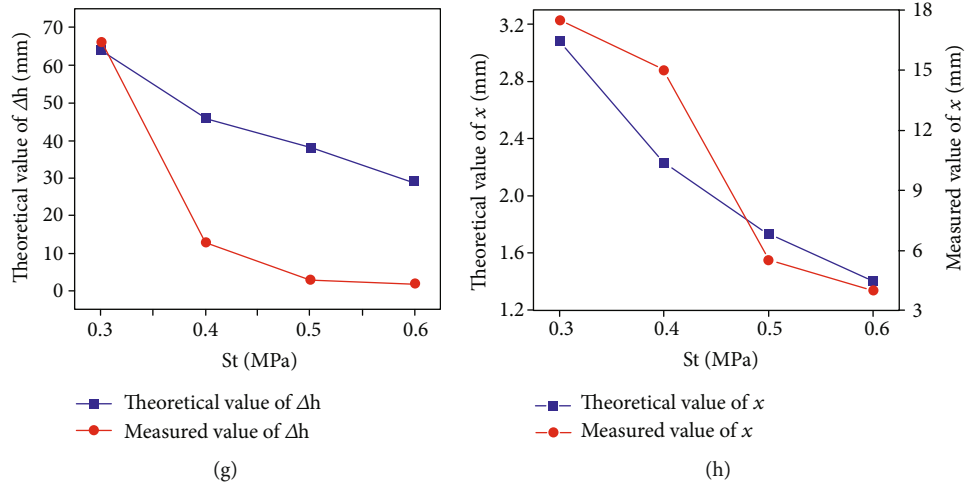 Theoretical value of Δh (mm)
70
60
50
40
30
20
10
0
0.3 0.4 0.5 0.6
St (MPa)
Theoretical value of Δh
Measured value of Δh
(g)
Theoretical value of x (mm)
3.2
2.8
2.4
2.0
1.6
1.2
0.3 0.4 0.5 0.6
St (MPa)
18
15
12
9
6
3
Measured value of x (mm)
Theoretical value of x
Measured value of x
(h)